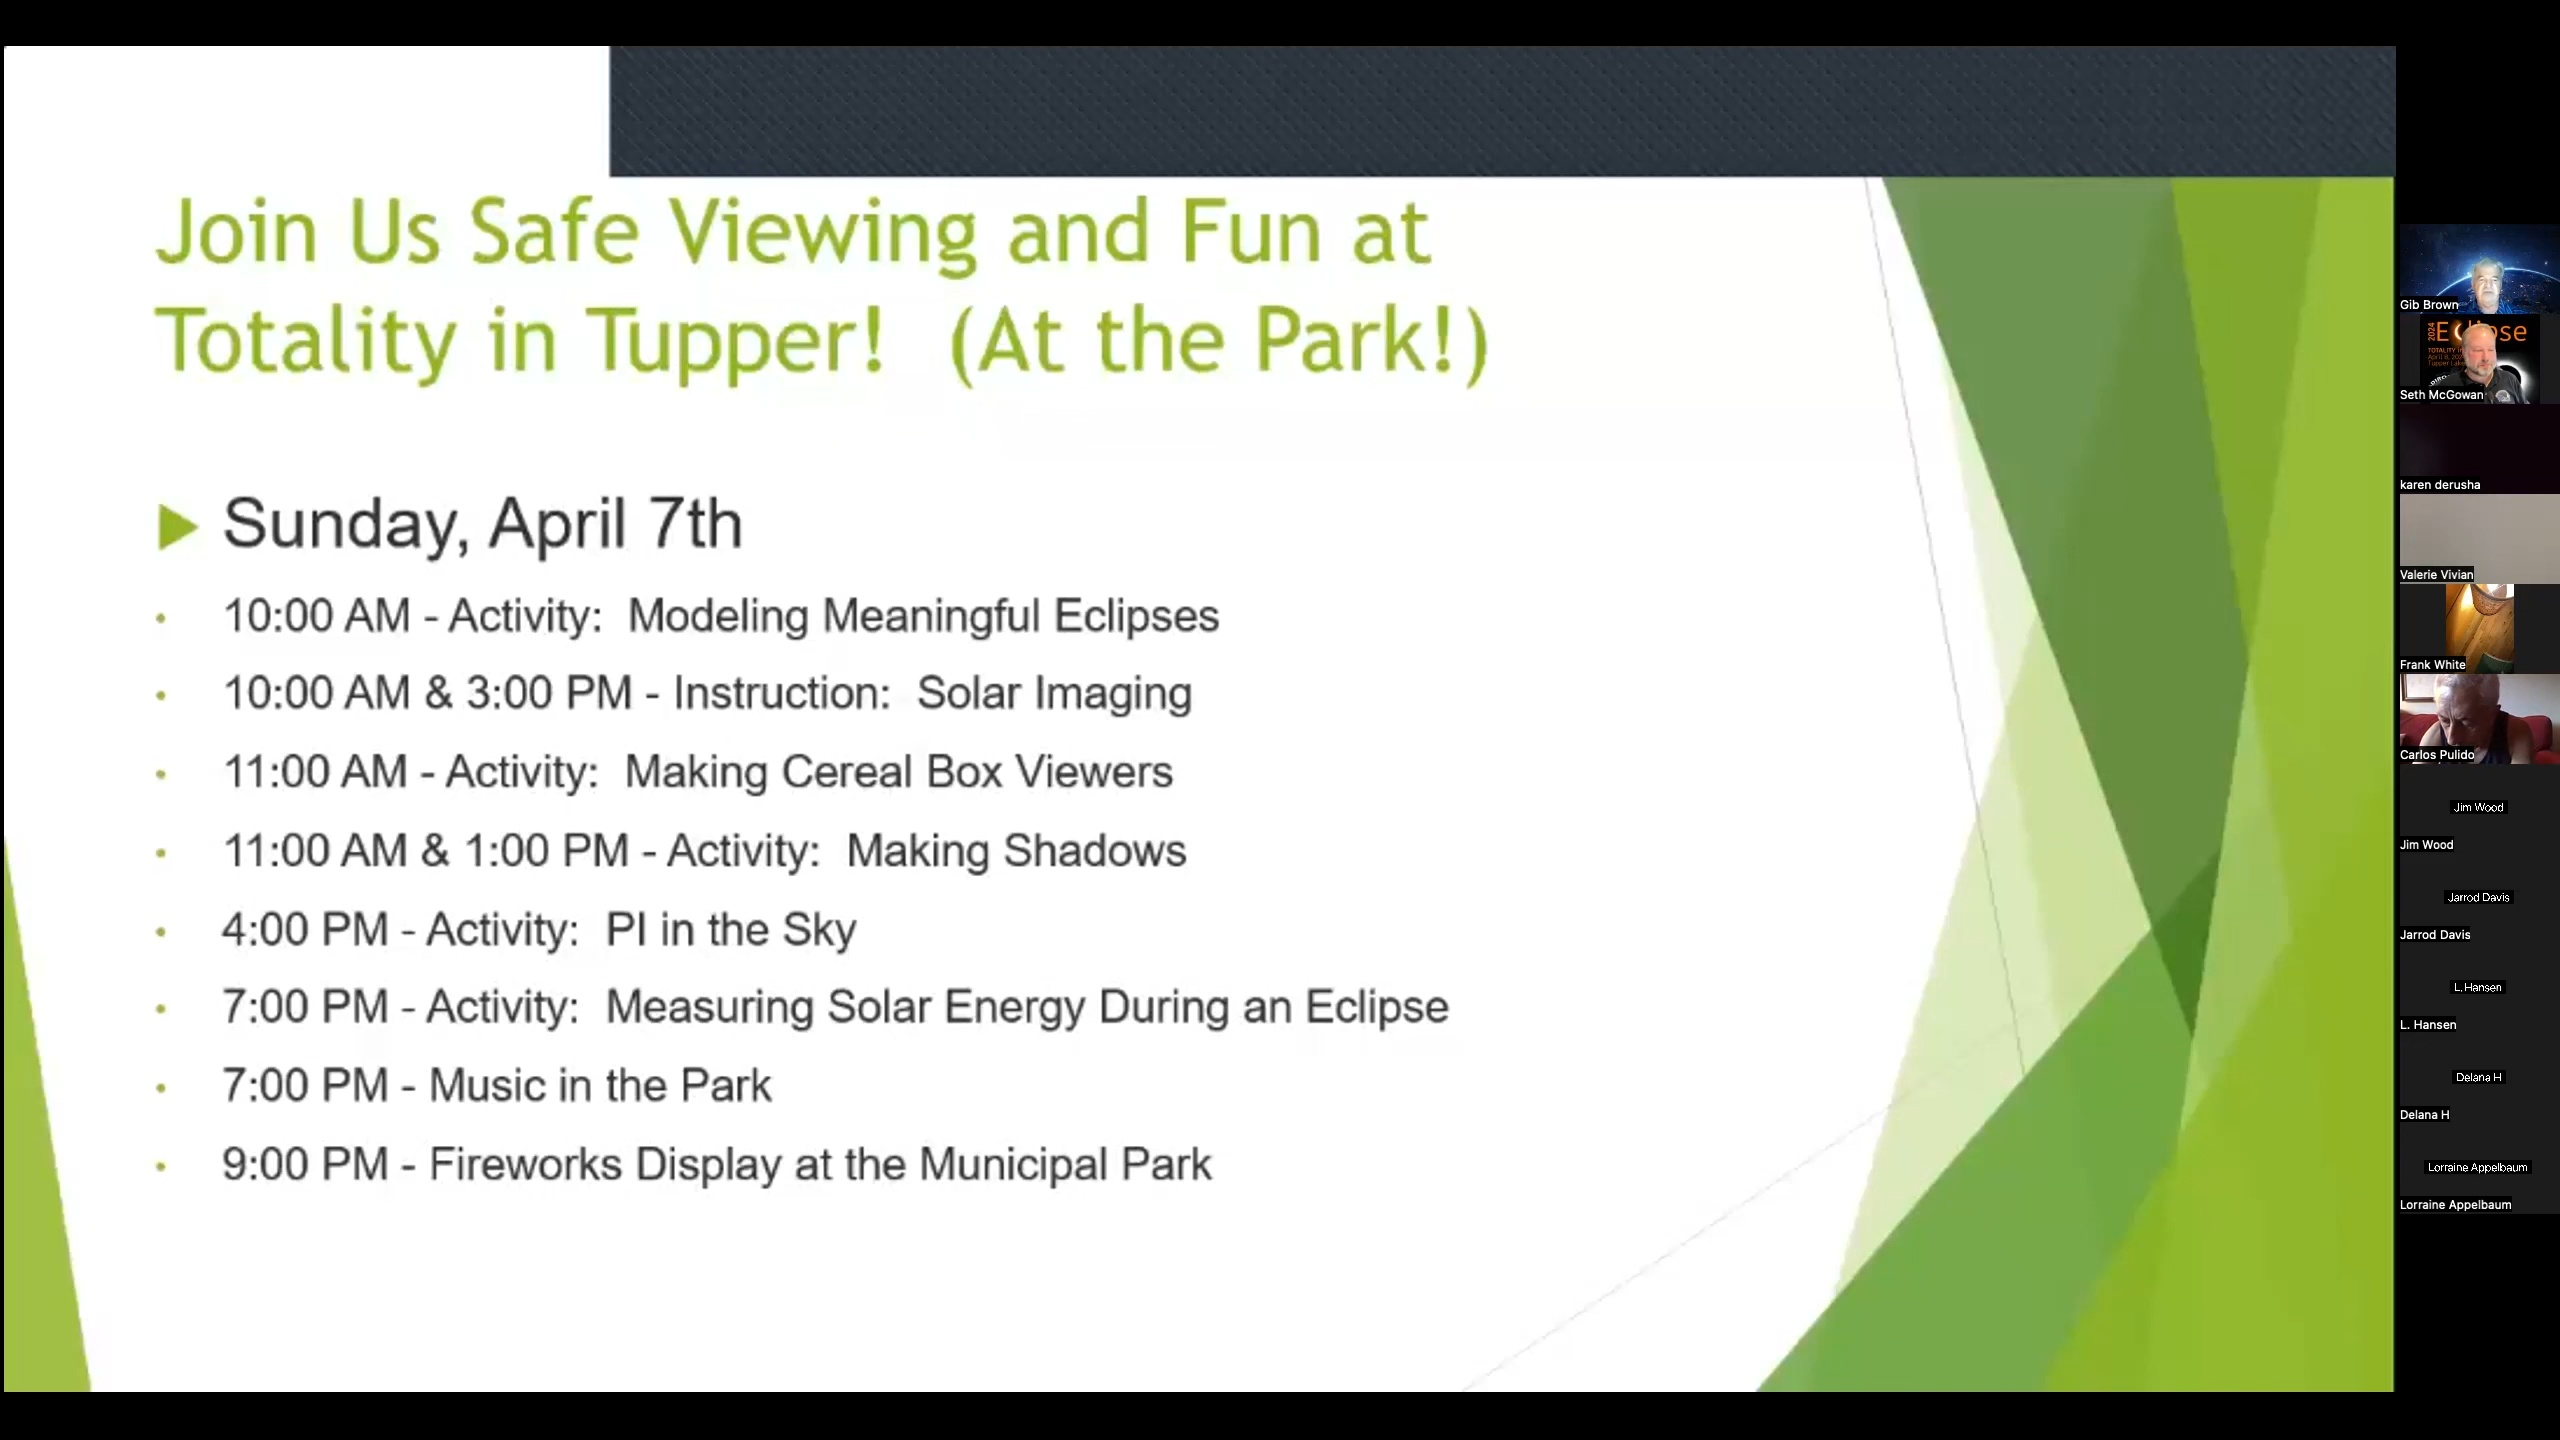 Join Us Safe Viewing and Fun at
Totality in Tupper!  (At the Park!)
Sunday, April 7th
10:00 AM - Activity:  Modeling Meaningful Eclipses
10:00 AM & 3:00 PM - Instruction:  Solar Imaging
11:00 AM - Activity:  Making Cereal Box Viewers
11:00 AM & 1:00 PM - Activity:  Making Shadows
4:00 PM - Activity:  PI in the Sky
7:00 PM - Activity:  Measuring Solar Energy During an Eclipse
7:00 PM - Music in the Park
9:00 PM - Fireworks Display at the Municipal Park
Gib Brown
2024
TOTALITY
April 8,
Tupper
Seth McGowan
karen derusha
Valerie Vivian
Frank White
Carlos Pulido
Jim Wood
Jim Wood
Jarrod Davis
Jarrod Davis
L. Hansen
L. Hansen
Delana H
Delana H
Lorraine Appelbaum
Lorraine Appelbaum